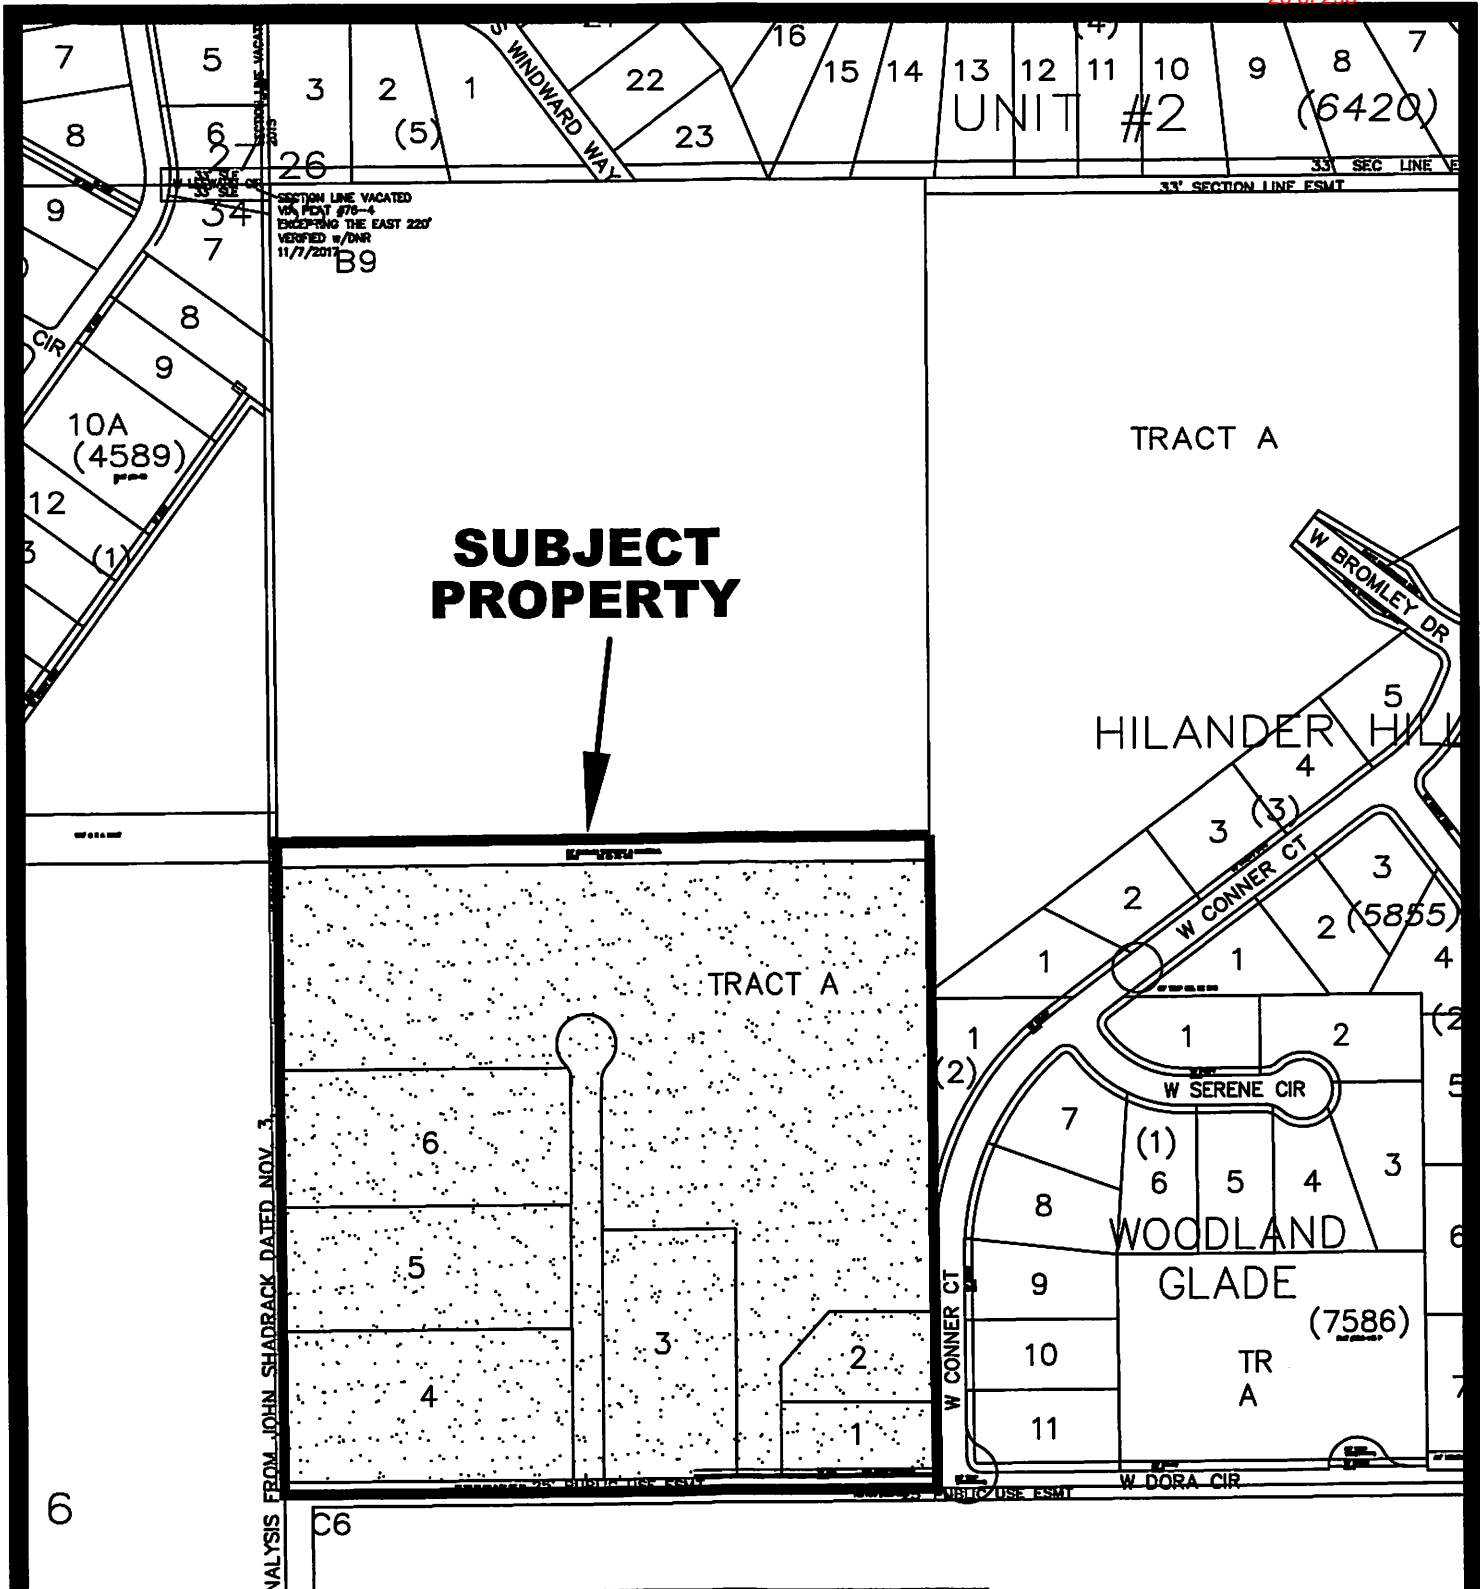 7
5
3
2
1
S WINDWARD WAY
22
16
15
14
13
12
11
(4)
10
9
8
7
8
6
(5)
23
UNIT #2
(6420)
26
33' SEC LINE
33' SECTION LINE ESMT
9
34
7
SECTION LINE VACATED
VIA PLAT #76-4
EXCEPTING THE EAST 220'
VERIFIED w/DNR
11/7/2017
B9
8
CIR
9
10A
(4589)
12
(1)
TRACT A
SUBJECT
PROPERTY
W BROMLEY DR
5
HILANDER HILL
4
3
(3)
2
W CONNER CT
3
2
(5855)
1
1
4
TRACT A
1
(2)
1
2
W SERENE CIR
7
(1)
6
5
4
3
8
6
5
4
3
2
1
WOODLAND
GLADE
(7586)
W CONNER CT
9
10
11
TR
A
NALYSIS FROM JOHN SHADRACK DATED NOV. 3,
25' PUBLIC USE ESMT
PUBLIC USE ESMT
W DORA CIR
6
C6